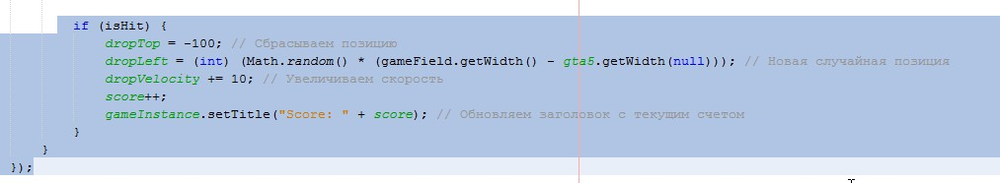 if (isHit) {
dropTop = -100; // Сбрасываем позицию
dropLeft = (int) (Math.random() * (gameField.getWidth() - gta5.getWidth(null))); // Новая случайная позиция
dropVelocity += 10; // Увеличиваем скорость
score++;
gameInstance.setTitle("Score: " + score); // Обновляем заголовок с текущим счетом
}
}
});